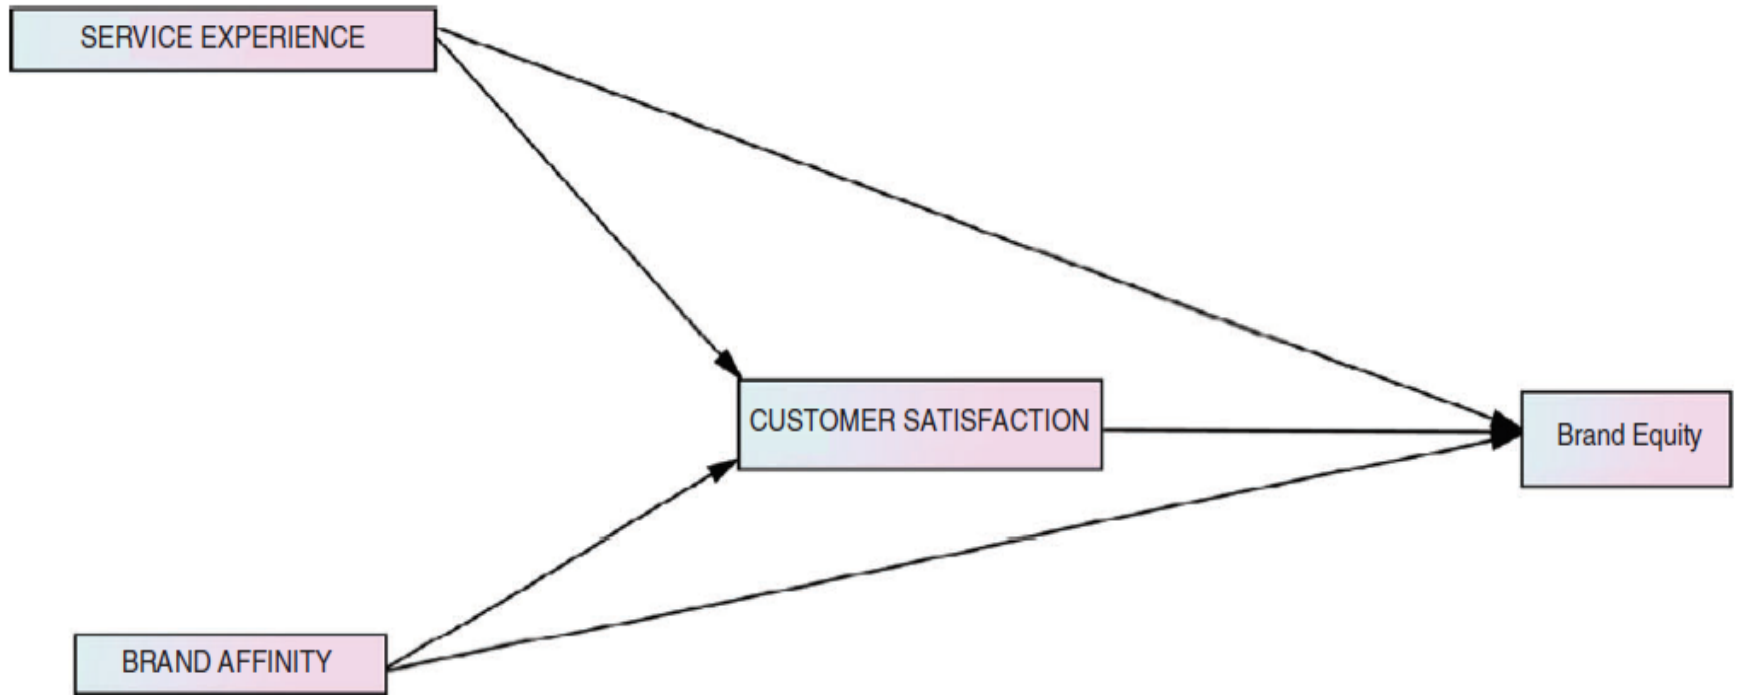 SERVICE EXPERIENCE
CUSTOMER SATISFACTION
Brand Equity
BRAND AFFINITY